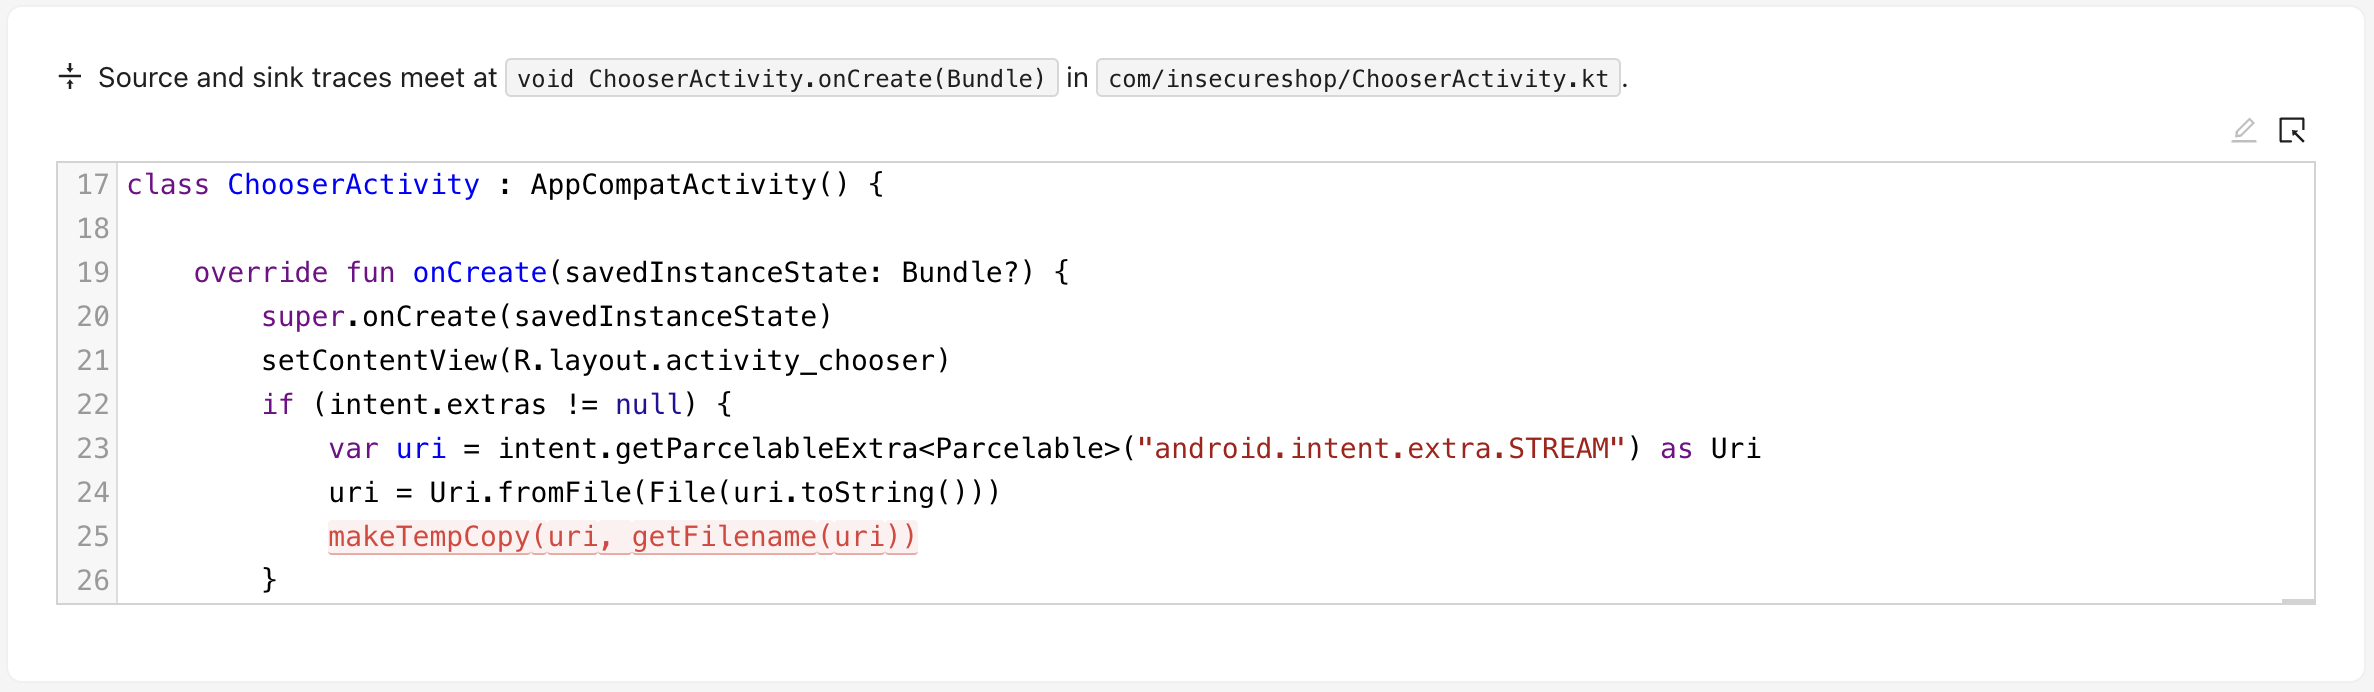 Source and sink traces meet at void ChooserActivity.onCreate(Bundle) in com/insecureshop/ChooserActivity.kt.
17 class ChooserActivity : AppCompatActivity() {
18
19     override fun onCreate(savedInstanceState: Bundle?) {
20         super.onCreate(savedInstanceState)
21         setContentView(R.layout.activity_chooser)
22         if (intent.extras != null) {
23             var uri = intent.getParcelableExtra<Parcelable>("android.intent.extra.STREAM") as Uri
24             uri = Uri.fromFile(File(uri.toString()))
25             makeTempCopy(uri, getFilename(uri))
26         }